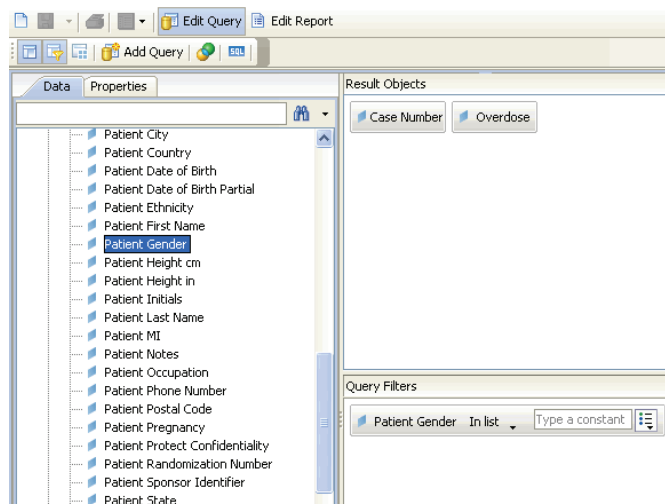 Edit Query Edit Report
Add Query SQL
Data Properties
Result Objects
Case Number Overdose
Patient City
Patient Country
Patient Date of Birth
Patient Date of Birth Partial
Patient Ethnicity
Patient First Name
Patient Gender
Patient Height cm
Patient Height in
Patient Initials
Patient Last Name
Patient MI
Patient Notes
Patient Occupation
Patient Phone Number
Patient Postal Code
Patient Pregnancy
Patient Protect Confidentiality
Patient Randomization Number
Patient Sponsor Identifier
Patient State
Query Filters
Patient Gender In list Type a constant